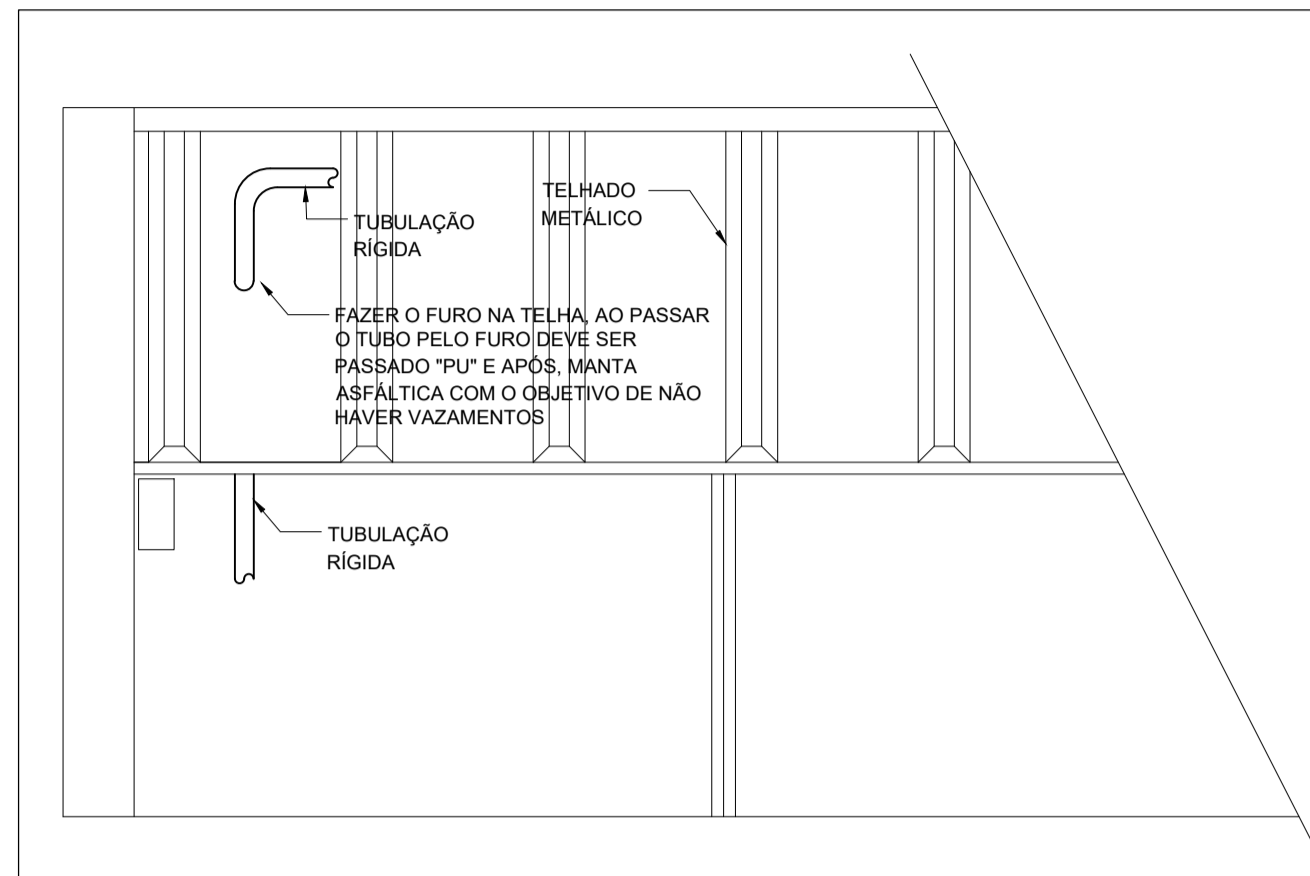 TELHADO
METÁLICO
TUBULAÇÃO
RÍGIDA
FAZER O FURO NA TELHA, AO PASSAR
O TUBO PELO FURO DEVE SER
PASSADO "PU" E APÓS, MANTA
ASFÁLTICA COM O OBJETIVO DE NÃO
HAVER VAZAMENTOS
TUBULAÇÃO
RÍGIDA